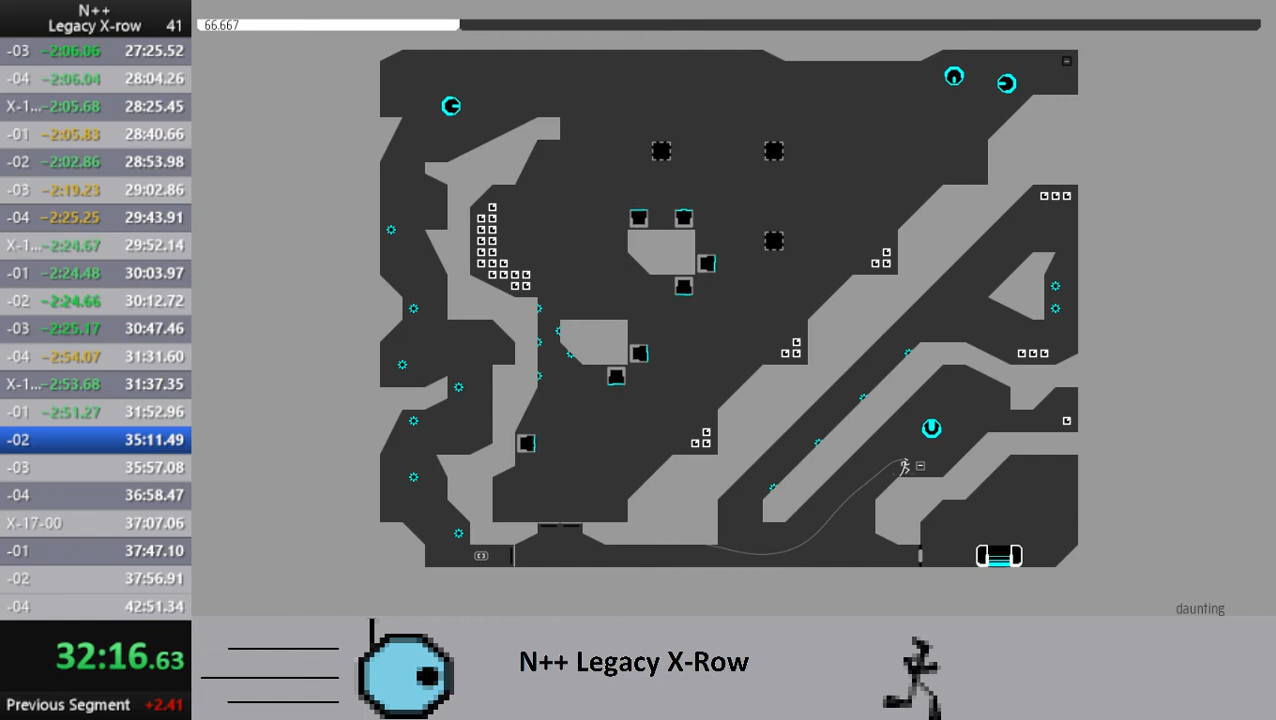 N++
Legacy X-row 41
66.667
-03 -2:06.06 27:25.52
-04 -2:06.04 28:04.26
X-1... -2:05.68 28:25.45
-01 -2:05.83 28:40.66
-02 -2:02.86 28:53.98
-03 -2:19.23 29:02.86
-04 -2:25.25 29:43.91
X-1... -2:24.67 29:52.14
-01 -2:24.48 30:03.97
-02 -2:24.66 30:12.72
-03 -2:25.17 30:47.46
-04 -2:54.07 31:31.60
X-1... -2:53.68 31:37.35
-01 -2:51.27 31:52.96
-02 35:11.49
-03 35:57.08
-04 36:58.47
X-17-00 37:07.06
-01 37:47.10
-02 37:56.91
-04 42:51.34
daunting
32:16.63
Previous Segment +2.41
N++ Legacy X-Row